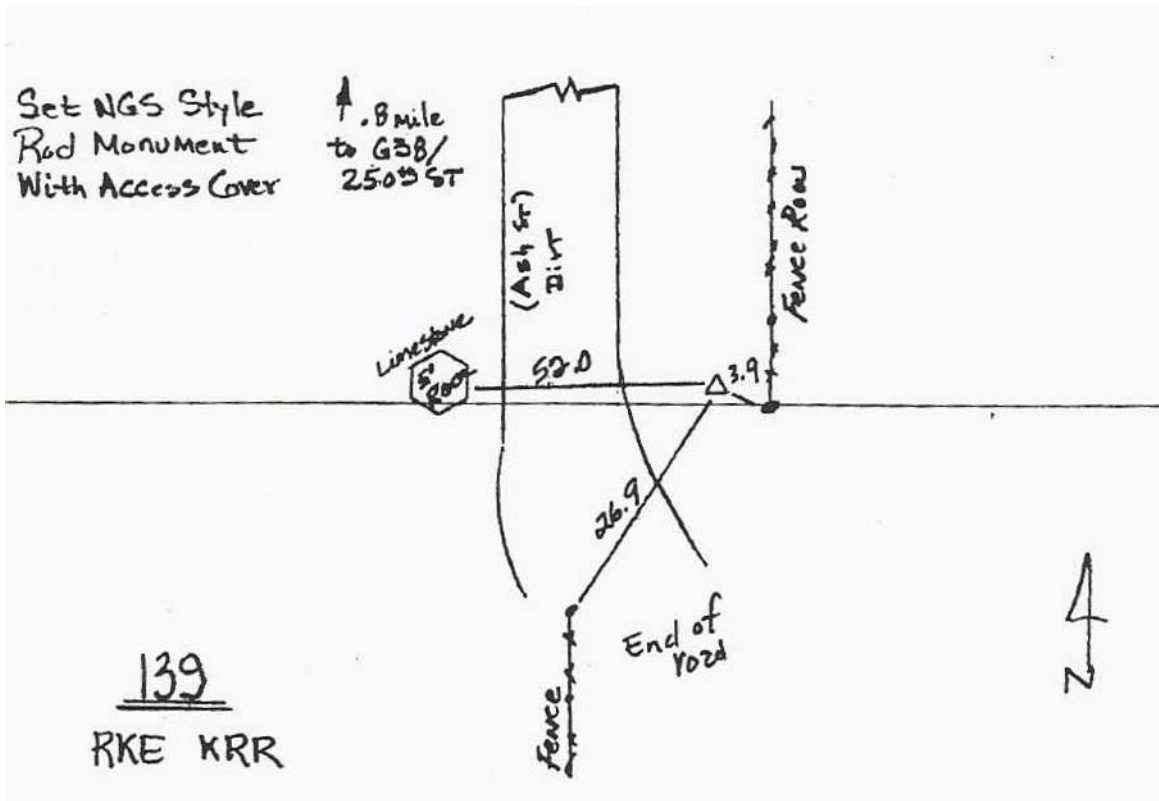 Set NGS Style
Rod Monument
With Access Cover
.8 mile
to G38/
250th ST
(Ash St)
Dirt
Fence Row
Limestone
5'
52.0
3.9
26.9
End of
road
Fence
139
RKE KRR
N